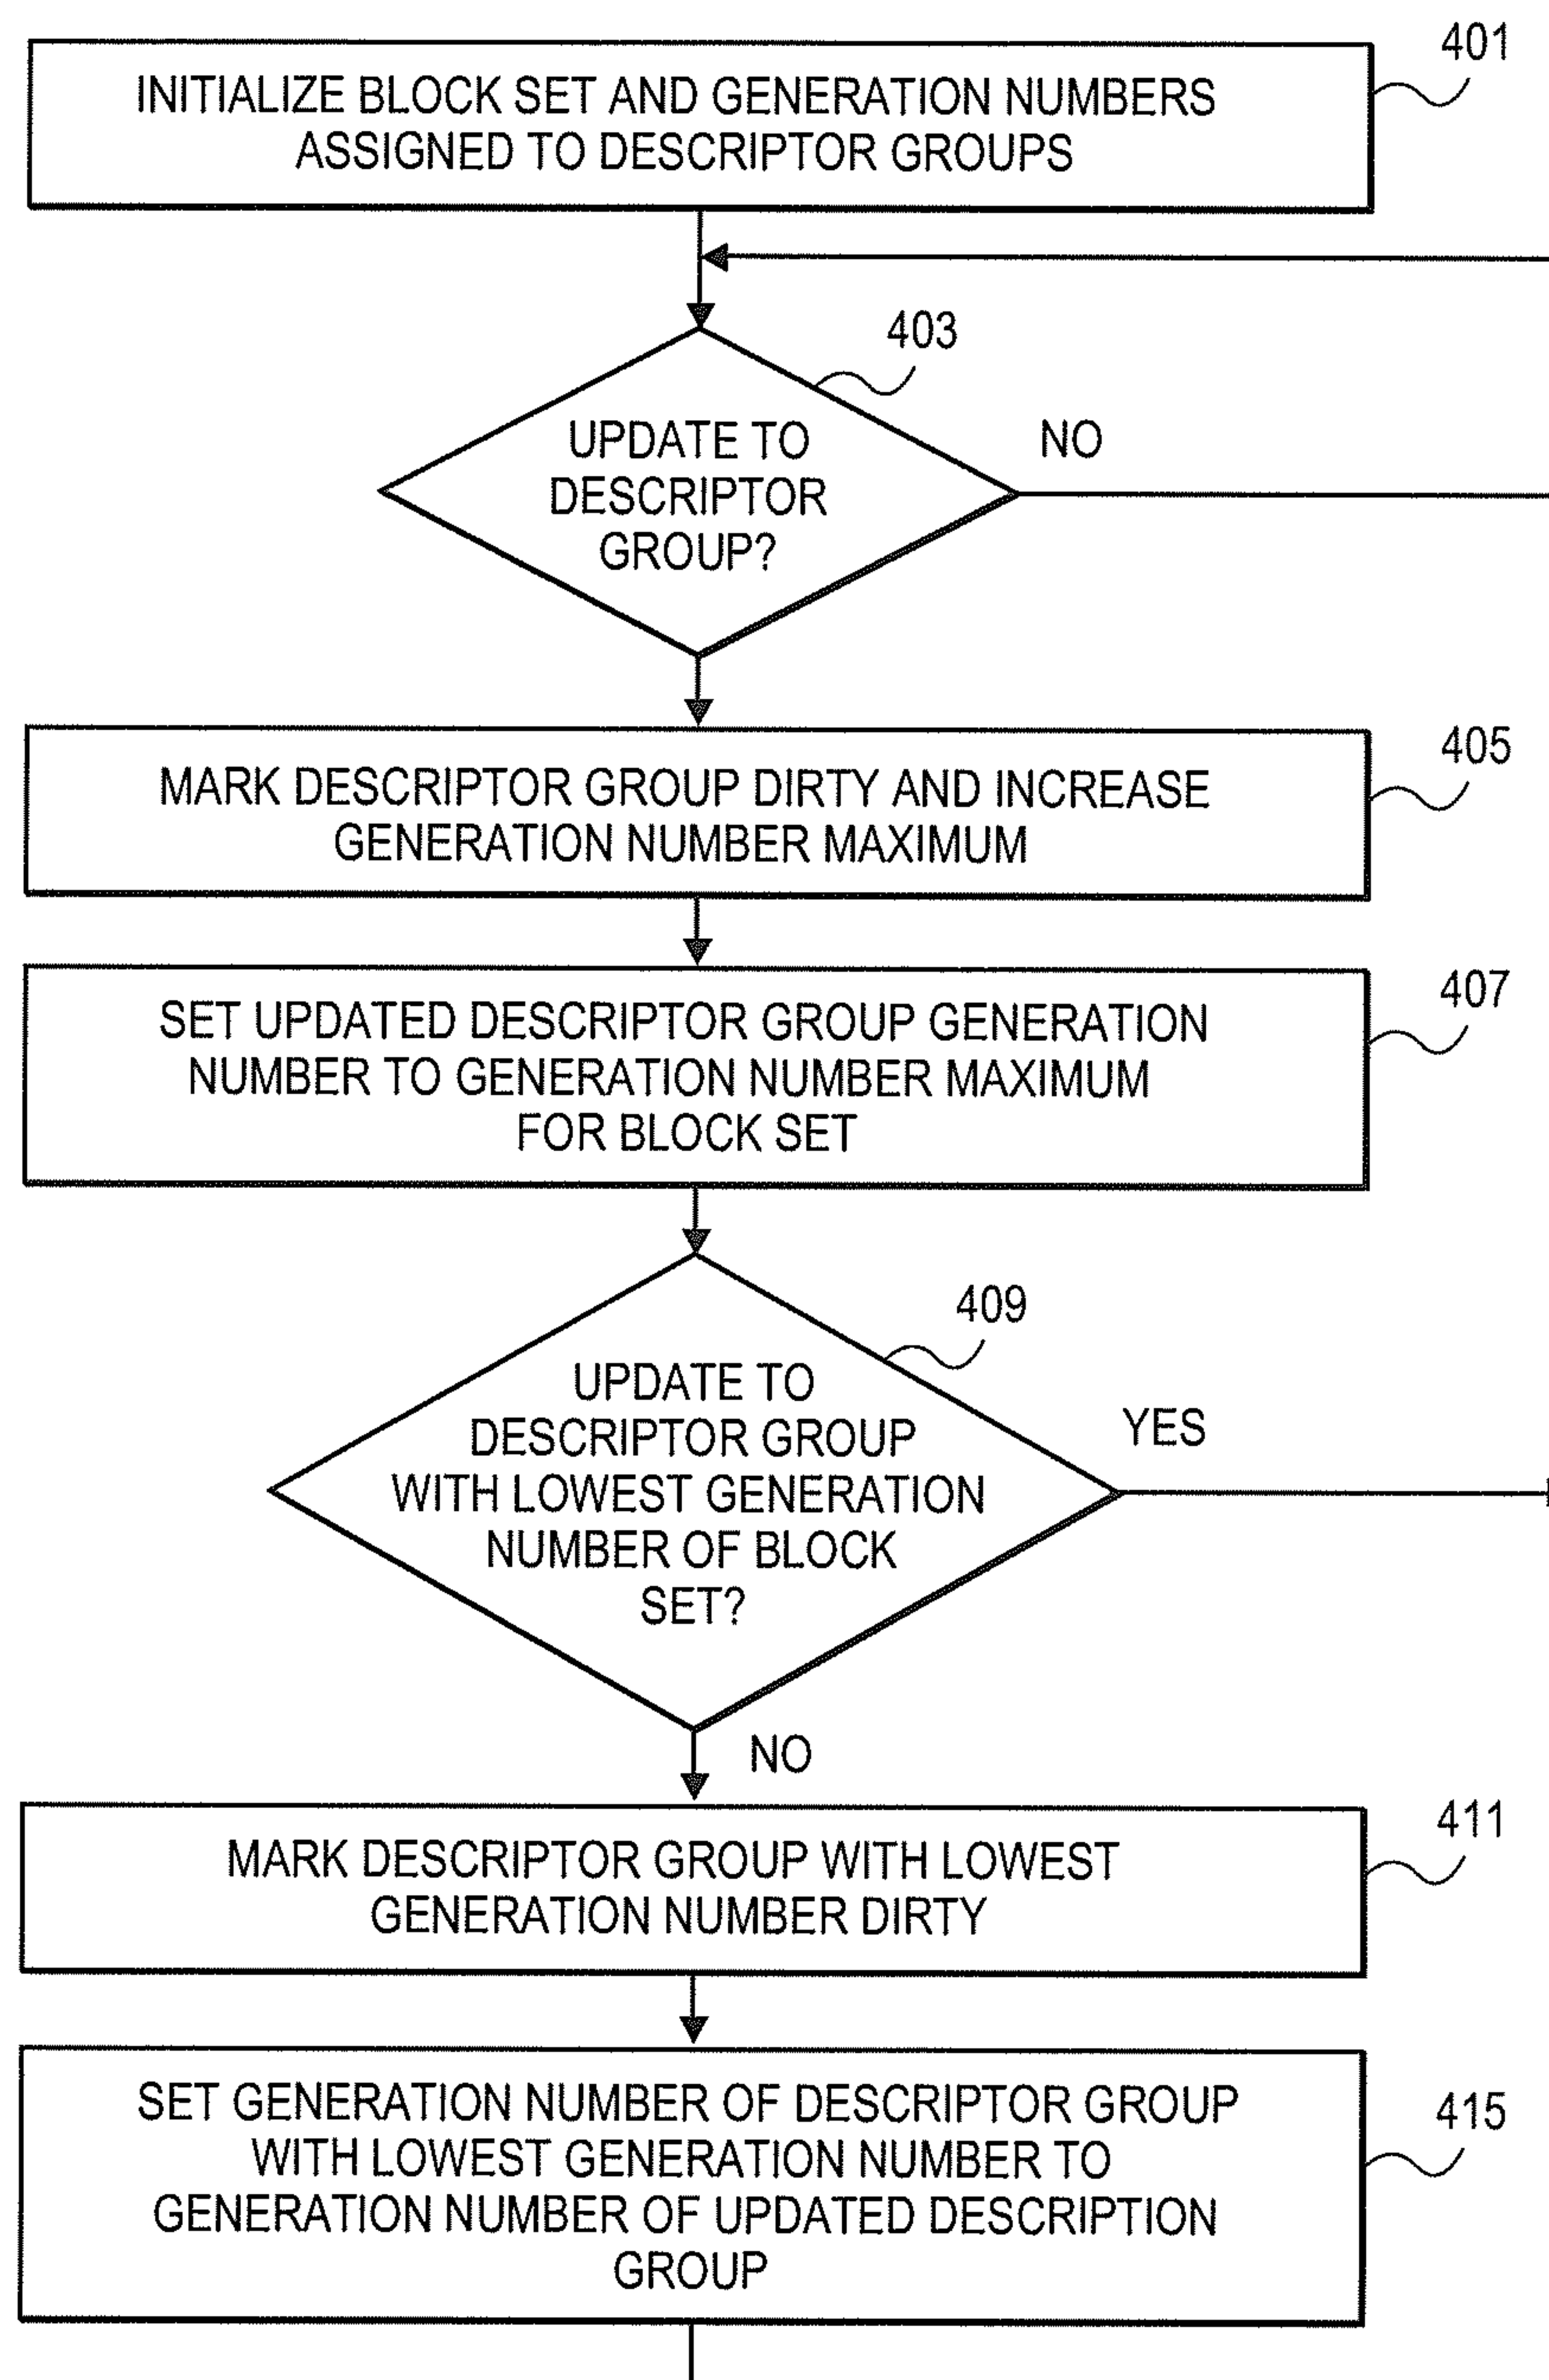 401
INITIALIZE BLOCK SET AND GENERATION NUMBERS
ASSIGNED TO DESCRIPTOR GROUPS
403
UPDATE TO
DESCRIPTOR
GROUP?
NO
405
MARK DESCRIPTOR GROUP DIRTY AND INCREASE
GENERATION NUMBER MAXIMUM
407
SET UPDATED DESCRIPTOR GROUP GENERATION
NUMBER TO GENERATION NUMBER MAXIMUM
FOR BLOCK SET
409
UPDATE TO
DESCRIPTOR GROUP
WITH LOWEST GENERATION
NUMBER OF BLOCK
SET?
YES
NO
411
MARK DESCRIPTOR GROUP WITH LOWEST
GENERATION NUMBER DIRTY
415
SET GENERATION NUMBER OF DESCRIPTOR GROUP
WITH LOWEST GENERATION NUMBER TO
GENERATION NUMBER OF UPDATED DESCRIPTION
GROUP